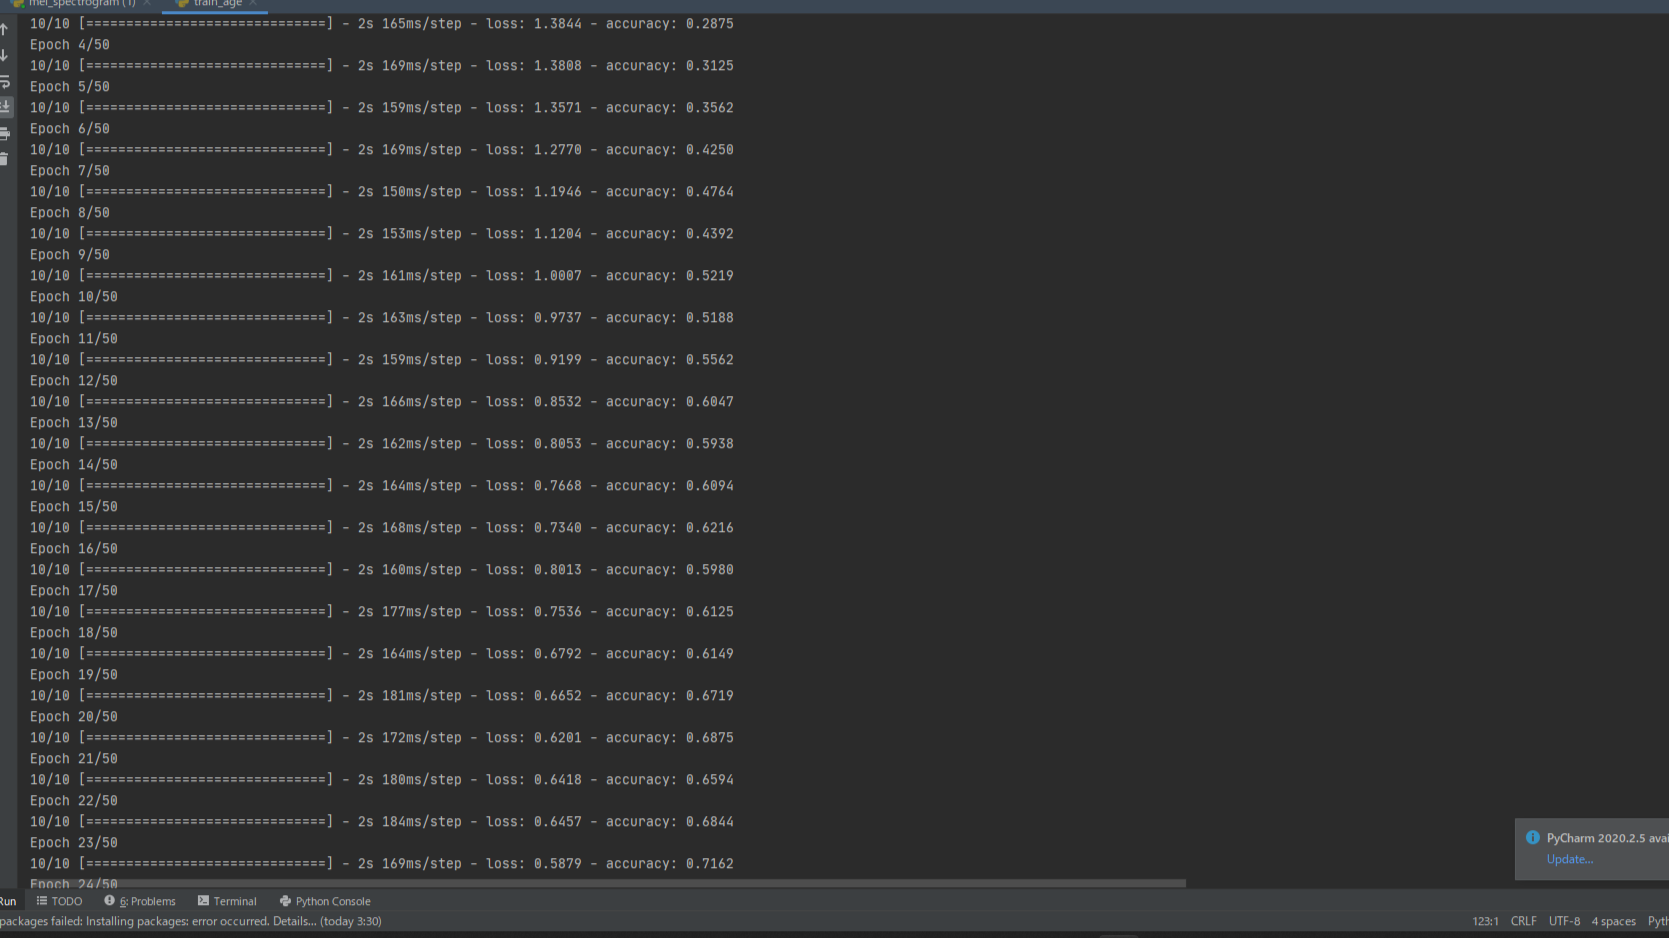 mel_spectrogram (1) × train_age ×
10/10 [==============================] - 2s 165ms/step - loss: 1.3844 - accuracy: 0.2875
Epoch 4/50
10/10 [==============================] - 2s 169ms/step - loss: 1.3808 - accuracy: 0.3125
Epoch 5/50
10/10 [==============================] - 2s 159ms/step - loss: 1.3571 - accuracy: 0.3562
Epoch 6/50
10/10 [==============================] - 2s 169ms/step - loss: 1.2770 - accuracy: 0.4250
Epoch 7/50
10/10 [==============================] - 2s 150ms/step - loss: 1.1946 - accuracy: 0.4764
Epoch 8/50
10/10 [==============================] - 2s 153ms/step - loss: 1.1204 - accuracy: 0.4392
Epoch 9/50
10/10 [==============================] - 2s 161ms/step - loss: 1.0007 - accuracy: 0.5219
Epoch 10/50
10/10 [==============================] - 2s 163ms/step - loss: 0.9737 - accuracy: 0.5188
Epoch 11/50
10/10 [==============================] - 2s 159ms/step - loss: 0.9199 - accuracy: 0.5562
Epoch 12/50
10/10 [==============================] - 2s 166ms/step - loss: 0.8532 - accuracy: 0.6047
Epoch 13/50
10/10 [==============================] - 2s 162ms/step - loss: 0.8053 - accuracy: 0.5938
Epoch 14/50
10/10 [==============================] - 2s 164ms/step - loss: 0.7668 - accuracy: 0.6094
Epoch 15/50
10/10 [==============================] - 2s 168ms/step - loss: 0.7340 - accuracy: 0.6216
Epoch 16/50
10/10 [==============================] - 2s 160ms/step - loss: 0.8013 - accuracy: 0.5980
Epoch 17/50
10/10 [==============================] - 2s 177ms/step - loss: 0.7536 - accuracy: 0.6125
Epoch 18/50
10/10 [==============================] - 2s 164ms/step - loss: 0.6792 - accuracy: 0.6149
Epoch 19/50
10/10 [==============================] - 2s 181ms/step - loss: 0.6652 - accuracy: 0.6719
Epoch 20/50
10/10 [==============================] - 2s 172ms/step - loss: 0.6201 - accuracy: 0.6875
Epoch 21/50
10/10 [==============================] - 2s 180ms/step - loss: 0.6418 - accuracy: 0.6594
Epoch 22/50
10/10 [==============================] - 2s 184ms/step - loss: 0.6457 - accuracy: 0.6844
Epoch 23/50
10/10 [==============================] - 2s 169ms/step - loss: 0.5879 - accuracy: 0.7162
Epoch 24/50
PyCharm 2020.2.5 avai
Update...
Run TODO 6: Problems Terminal Python Console
packages failed: Installing packages: error occurred. Details... (today 3:30) 123:1 CRLF UTF-8 4 spaces Pyth